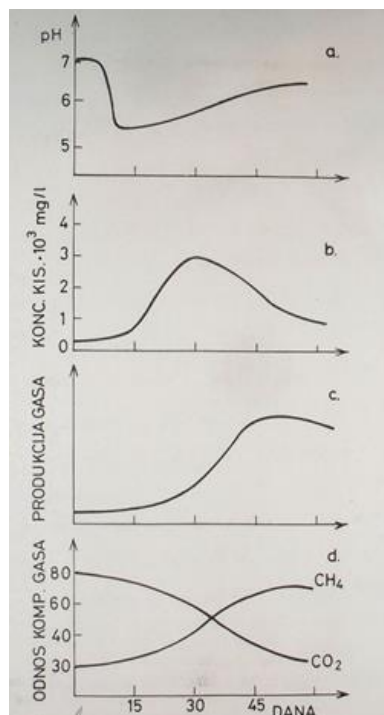 pH
a.
7
6
5
KONC. KIS. · 10³ mg/l
b.
4
3
2
1
0
PRODUKCIJA GASA
c.
ODNOS KOMP. GASA
d.
80
60
40
30
CH₄
CO₂
15 30 45 DANA